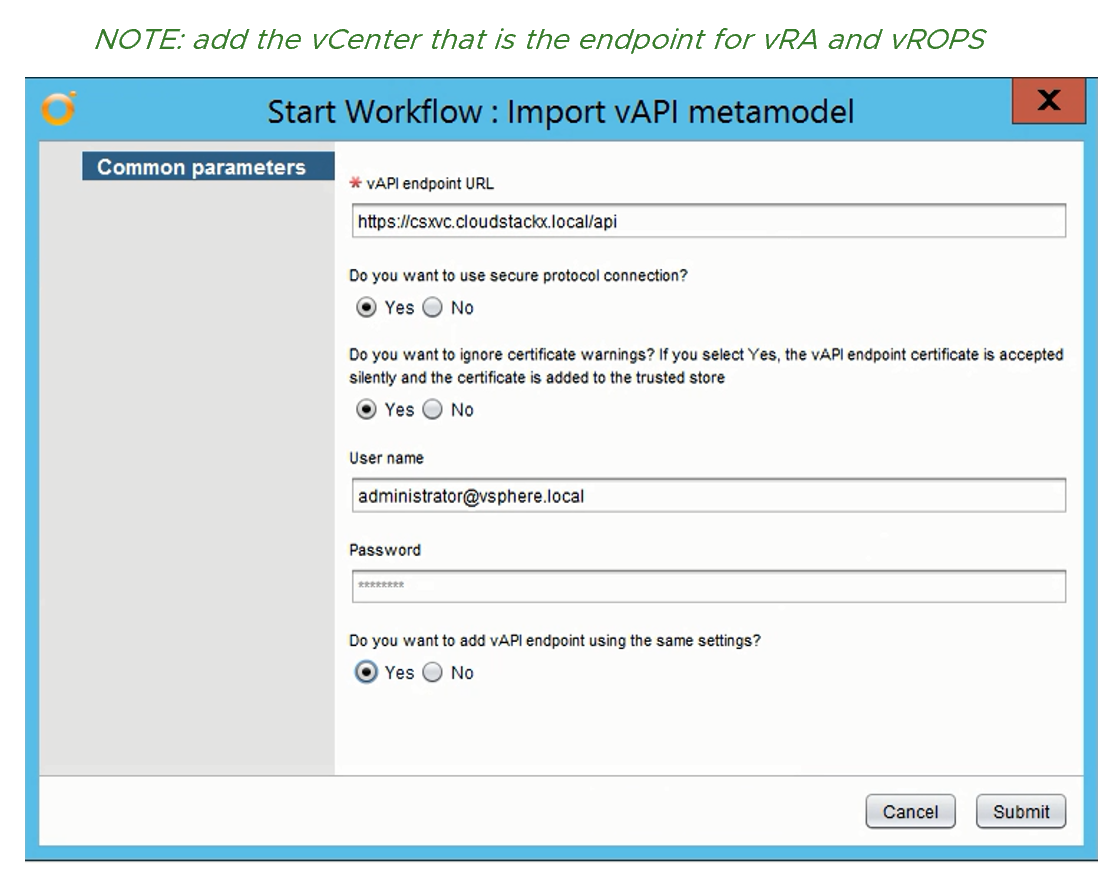 NOTE: add the vCenter that is the endpoint for vRA and vROPS
Start Workflow : Import vAPI metamodel
X
Common parameters
* vAPI endpoint URL
https://csxvc.cloudstackx.local/api
Do you want to use secure protocol connection?
Yes No
Do you want to ignore certificate warnings? If you select Yes, the vAPI endpoint certificate is accepted
silently and the certificate is added to the trusted store
Yes No
User name
administrator@vsphere.local
Password
********
Do you want to add vAPI endpoint using the same settings?
Yes No
Cancel Submit